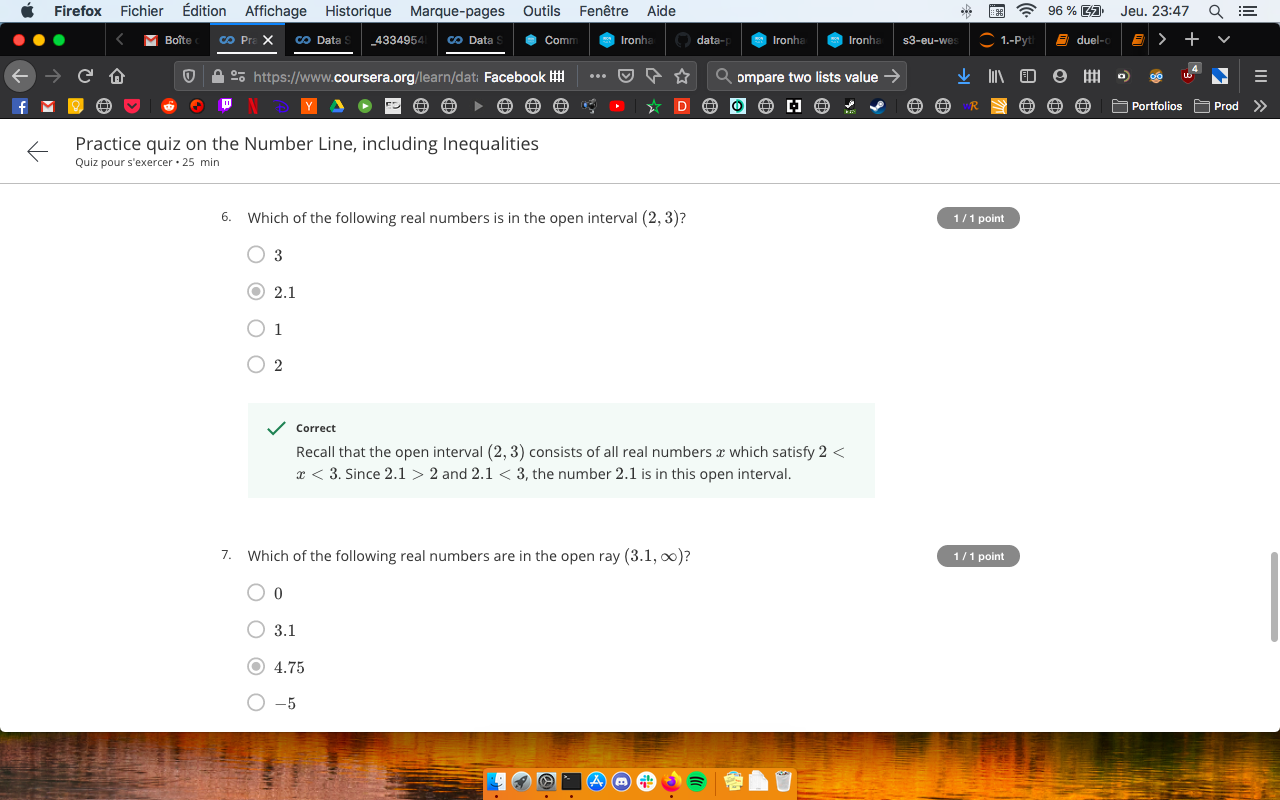 Firefox Fichier Édition Affichage Historique Marque-pages Outils Fenêtre Aide 96 % Jeu. 23:47
Boîte Pra Data S _4334954 Data S Comm Ironha data-p Ironha Ironha s3-eu-wes 1.-Pyt duel-o
https://www.coursera.org/learn/data Facebook ompare two lists value 4
Portfolios Prod
Practice quiz on the Number Line, including Inequalities
Quiz pour s'exercer • 25 min
6. Which of the following real numbers is in the open interval (2, 3)? 1 / 1 point
3
2.1
1
2
Correct
Recall that the open interval (2, 3) consists of all real numbers x which satisfy 2 <
x < 3. Since 2.1 > 2 and 2.1 < 3, the number 2.1 is in this open interval.
7. Which of the following real numbers are in the open ray (3.1, ∞)? 1 / 1 point
0
3.1
4.75
−5